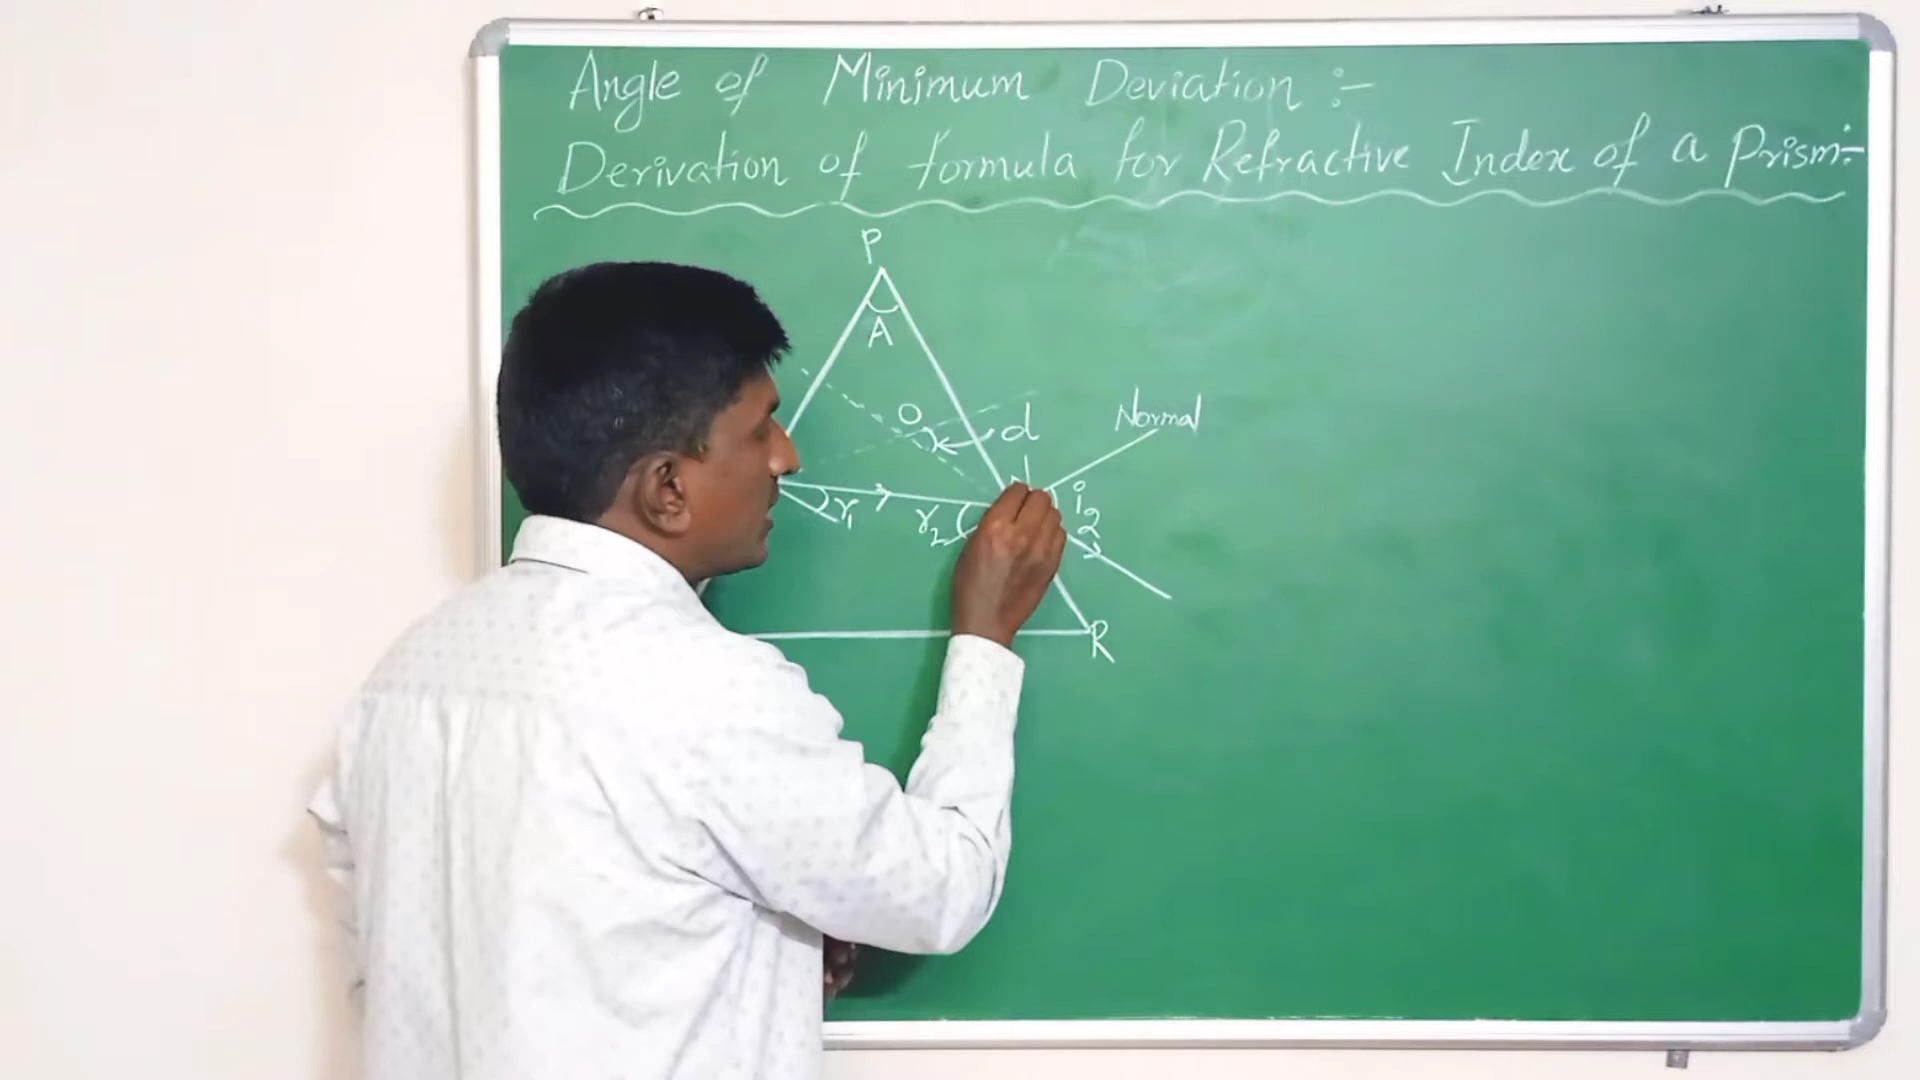 Angle of Minimum Deviation :-
Derivation of formula for Refractive Index of a Prism:-
P
A
O
d
Normal
r1
r2
i2
R